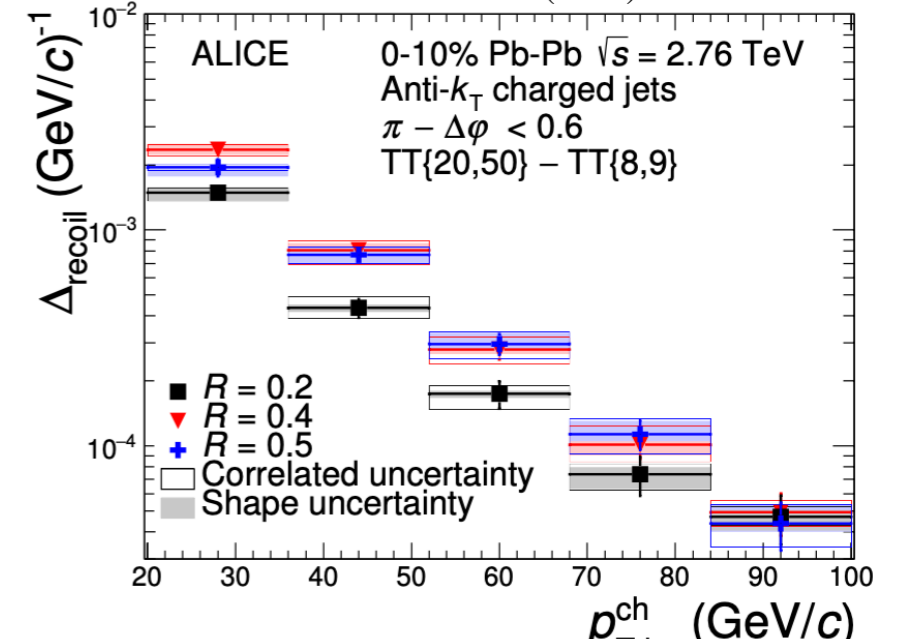 10⁻²
ALICE
0-10% Pb-Pb √s = 2.76 TeV
Anti-k_T charged jets
π − Δφ < 0.6
TT{20,50} − TT{8,9}
Δ_recoil (GeV/c)⁻¹
10⁻³
R = 0.2
R = 0.4
R = 0.5
10⁻⁴
Correlated uncertainty
Shape uncertainty
20 30 40 50 60 70 80 90 100
p^ch (GeV/c)